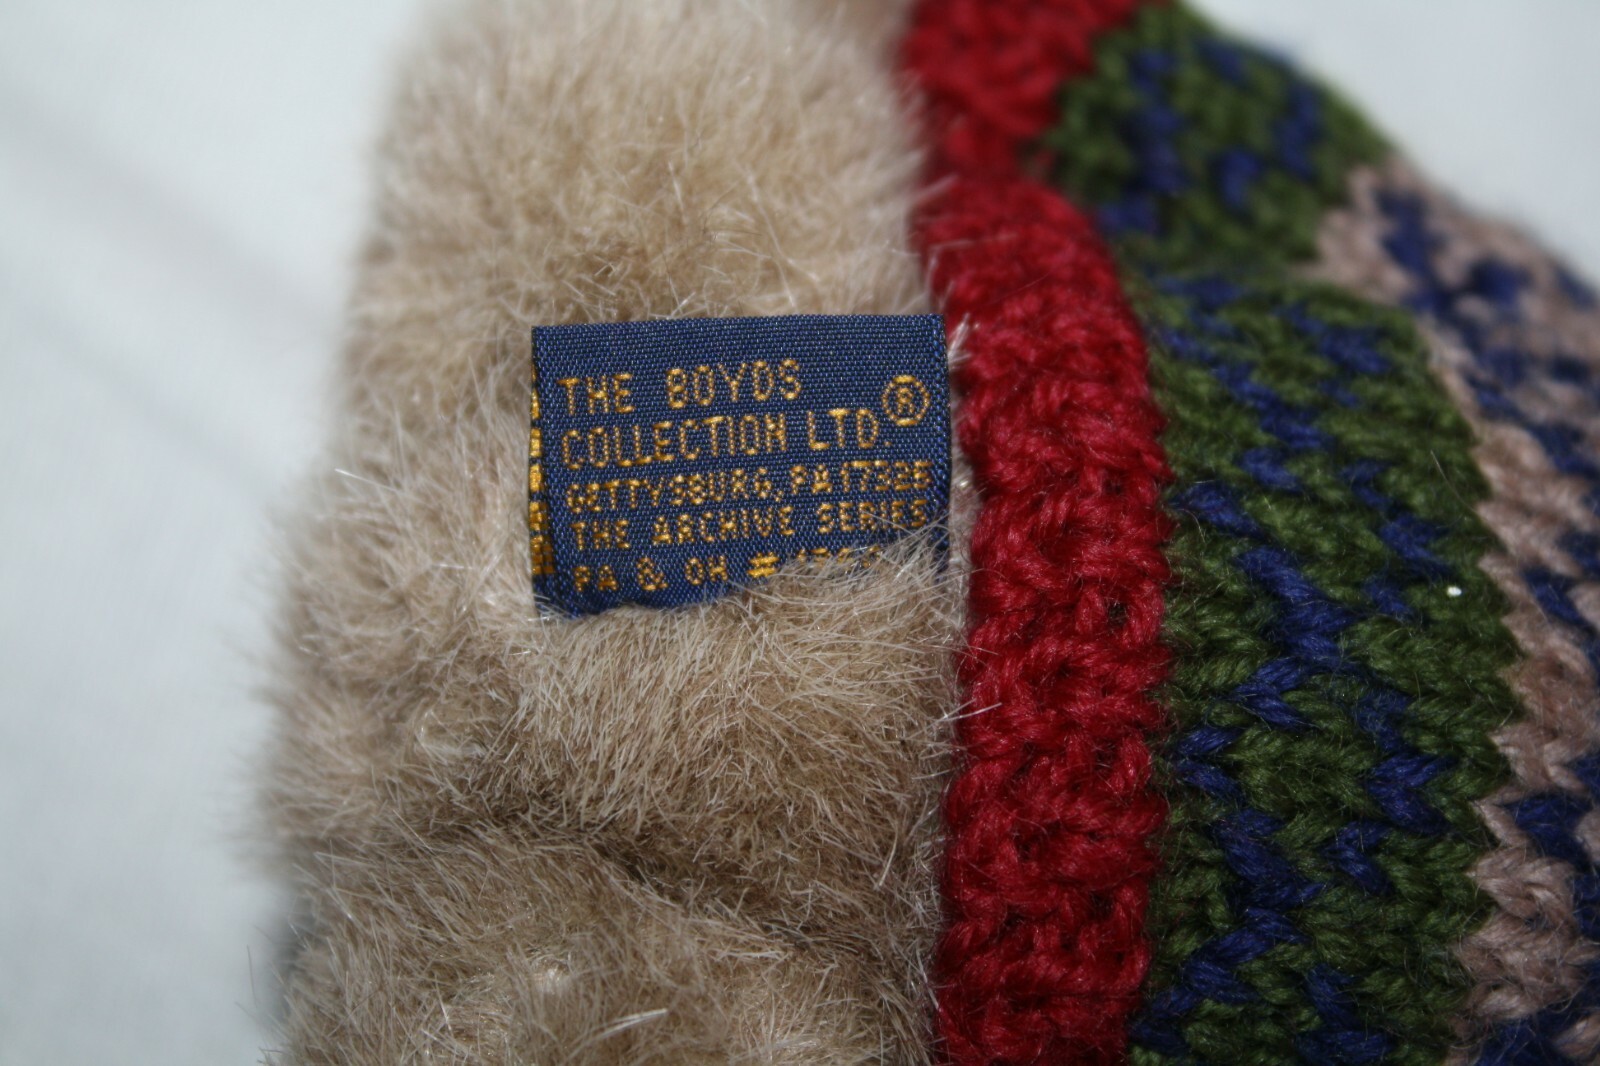 THE BOYDS
COLLECTION LTD.®
GETTYSBURG, PA 17325
THE ARCHIVE SERIES
PA & OH #